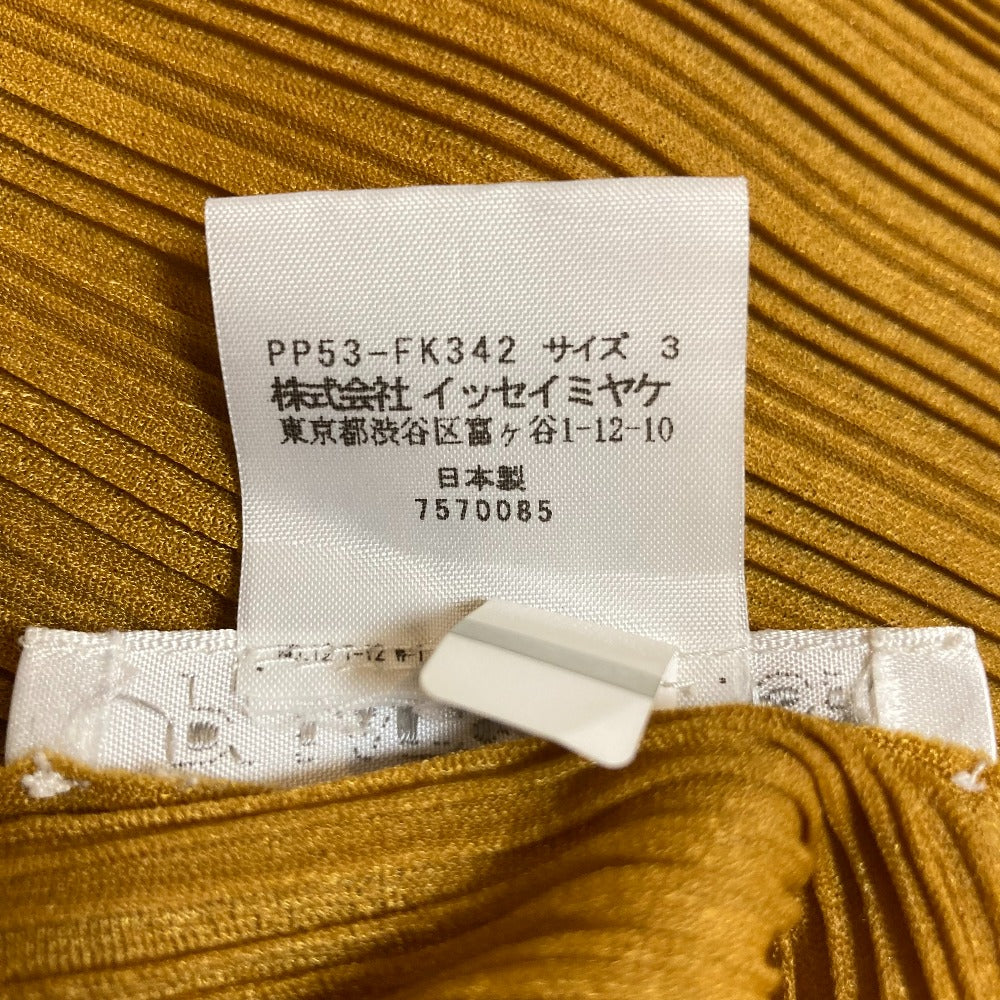 PP53-FK342 サイズ 3
株式会社 イッセイミヤケ
東京都渋谷区富ヶ谷1-12-10
日本製
7570085